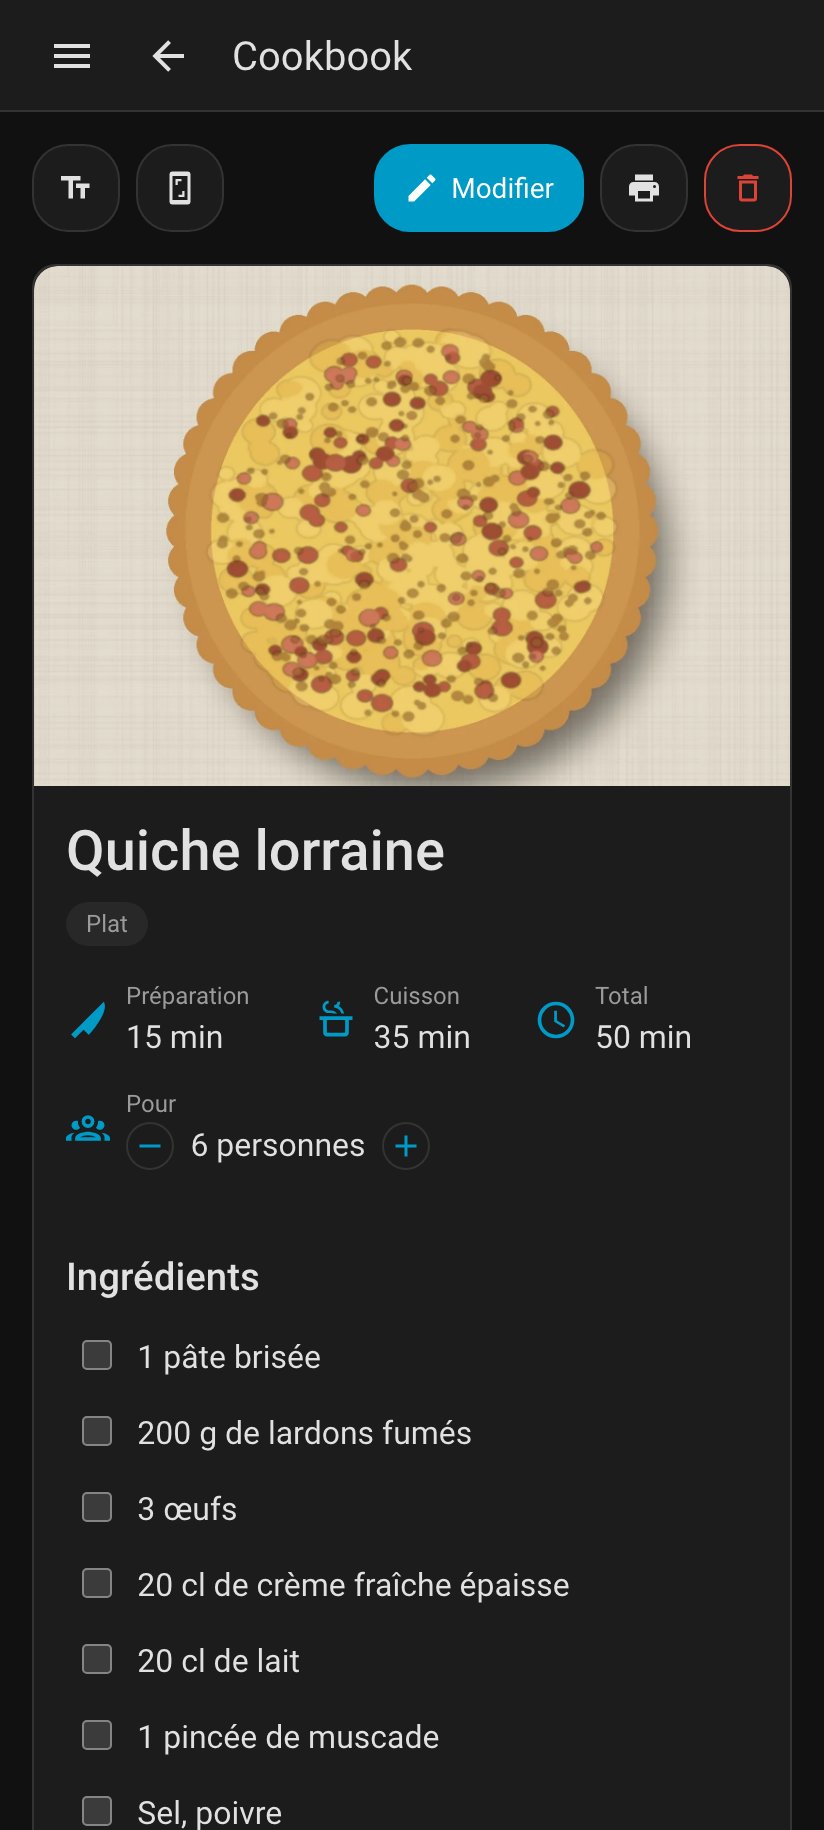 Cookbook
Modifier
Quiche lorraine
Plat
Préparation
15 min
Cuisson
35 min
Total
50 min
Pour
6 personnes
Ingrédients
1 pâte brisée
200 g de lardons fumés
3 œufs
20 cl de crème fraîche épaisse
20 cl de lait
1 pincée de muscade
Sel, poivre